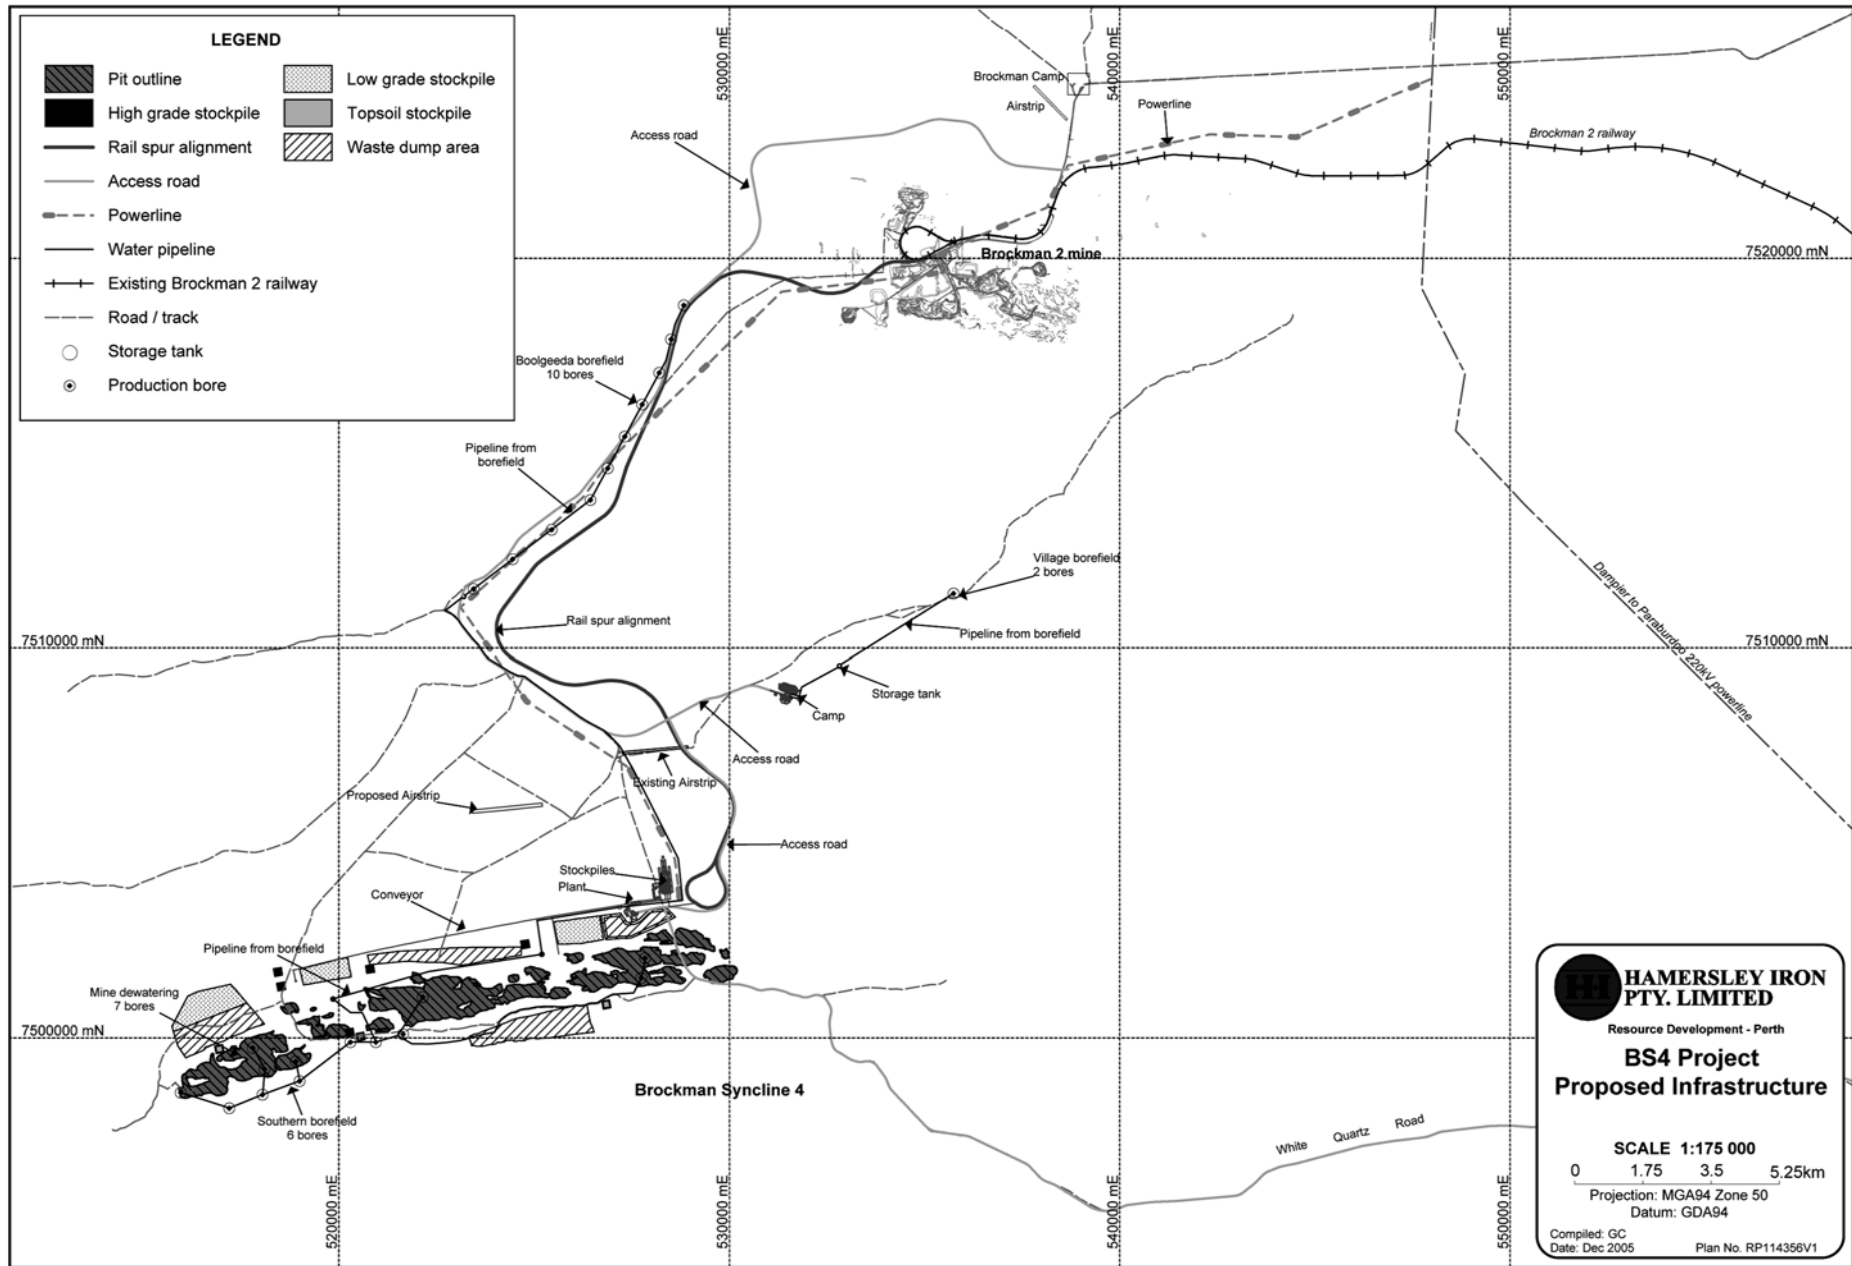 LEGEND
Pit outline
High grade stockpile
Rail spur alignment
Access road
Powerline
Water pipeline
Existing Brockman 2 railway
Road / track
Storage tank
Production bore
Low grade stockpile
Topsoil stockpile
Waste dump area
530000 mE
540000 mE
550000 mE
Brockman Camp
Airstrip
Powerline
Brockman 2 railway
Access road
Brockman 2 mine
7520000 mN
Boolgeeda borefield
10 bores
Pipeline from
borefield
Village borefield
2 bores
Rail spur alignment
Pipeline from borefield
7510000 mN
7510000 mN
Dampier to Paraburdoo 220kV powerline
Storage tank
Camp
Access road
Existing Airstrip
Proposed Airstrip
Access road
Stockpiles
Plant
Conveyor
Pipeline from borefield
Mine dewatering
7 bores
7500000 mN
Southern borefield
6 bores
Brockman Syncline 4
White Quartz Road
520000 mE
530000 mE
540000 mE
550000 mE
HAMERSLEY IRON
PTY. LIMITED
Resource Development - Perth
BS4 Project
Proposed Infrastructure
SCALE 1:175 000
0 1.75 3.5 5.25km
Projection: MGA94 Zone 50
Datum: GDA94
Compiled: GC
Date: Dec 2005 Plan No. RP114356V1